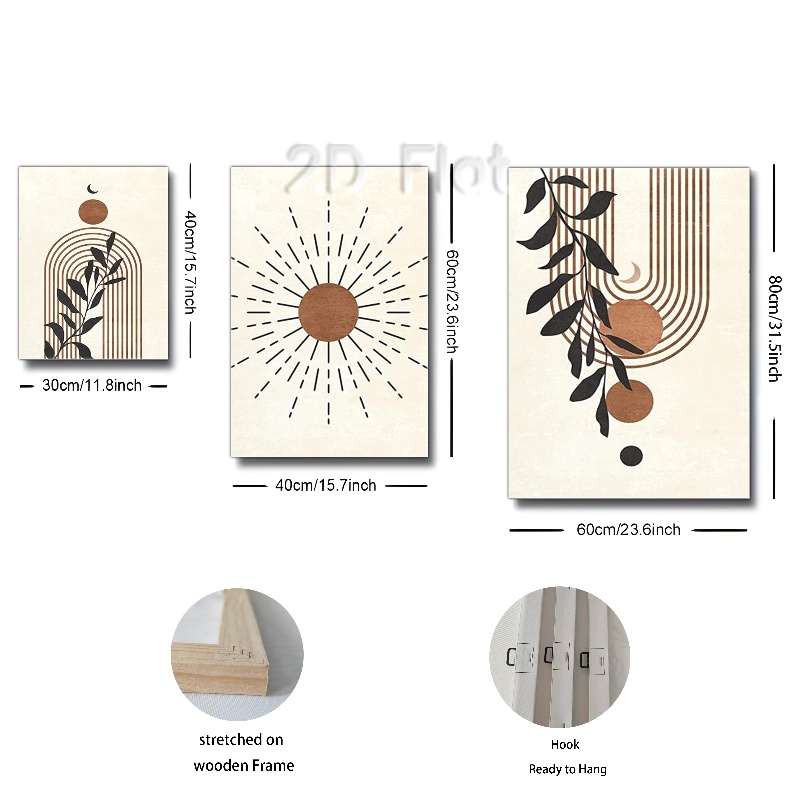 2D Flat
40cm/15.7inch
30cm/11.8inch
60cm/23.6inch
40cm/15.7inch
80cm/31.5inch
60cm/23.6inch
stretched on
wooden Frame
Hook
Ready to Hang